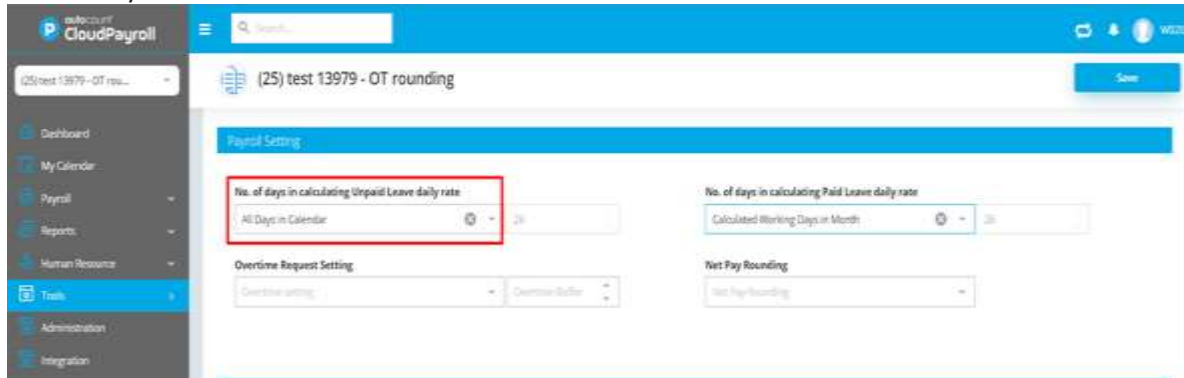 autocount
CloudPayroll
Search...
(25) test 13979 - OT rou...
(25) test 13979 - OT rounding
Save
Dashboard
My Calendar
Payroll
Reports
Human Resource
Tools
Administration
Integration
Payroll Setting
No. of days in calculating Unpaid Leave daily rate
All Days in Calendar
26
No. of days in calculating Paid Leave daily rate
Calculated Working Days in Month
26
Overtime Request Setting
Overtime setting
Overtime Buffer
Net Pay Rounding
Net Pay Rounding